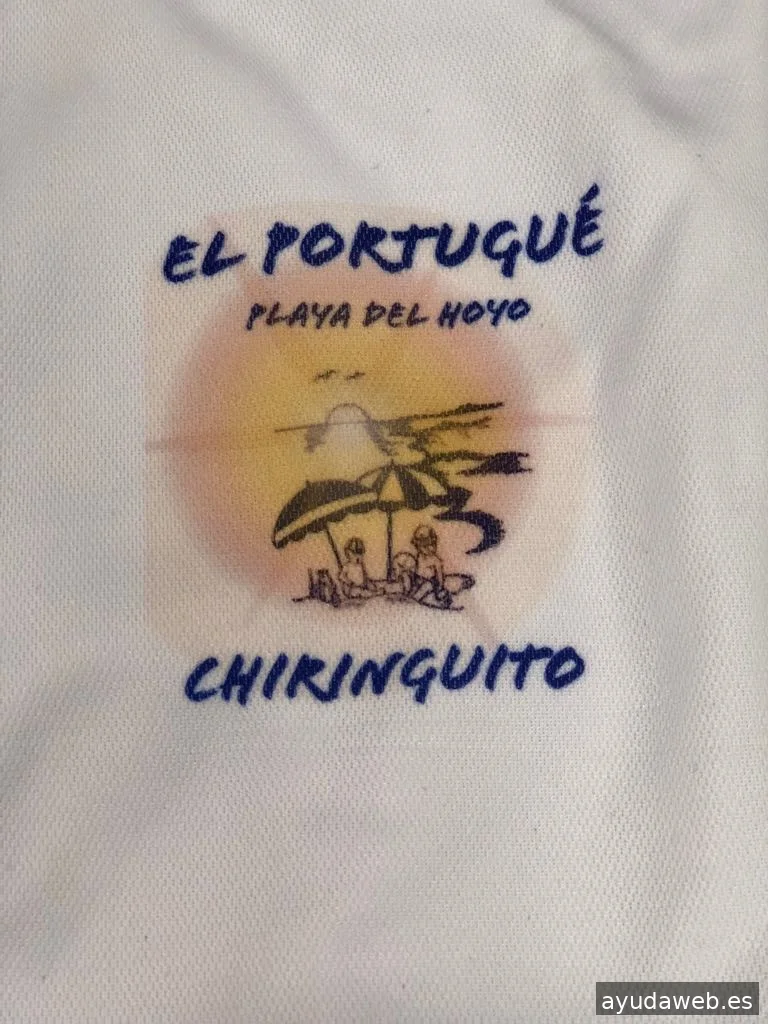 EL PORTUGUÉ
PLAYA DEL HOYO
CHIRINGUITO
ayudaweb.es